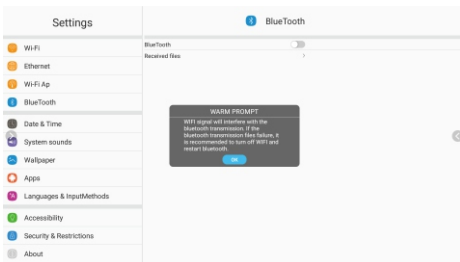 Settings
BlueTooth
Wi-Fi
Ethernet
Wi-Fi Ap
BlueTooth
Date & Time
System sounds
Wallpaper
Apps
Languages & InputMethods
Accessibility
Security & Restrictions
About
BlueTooth
Received files
WARM PROMPT
WIFI signal will interfere with the
bluetooth transmission. If the
bluetooth transmission files failure, it
is recommended to turn off WIFI and
restart bluetooth.
OK